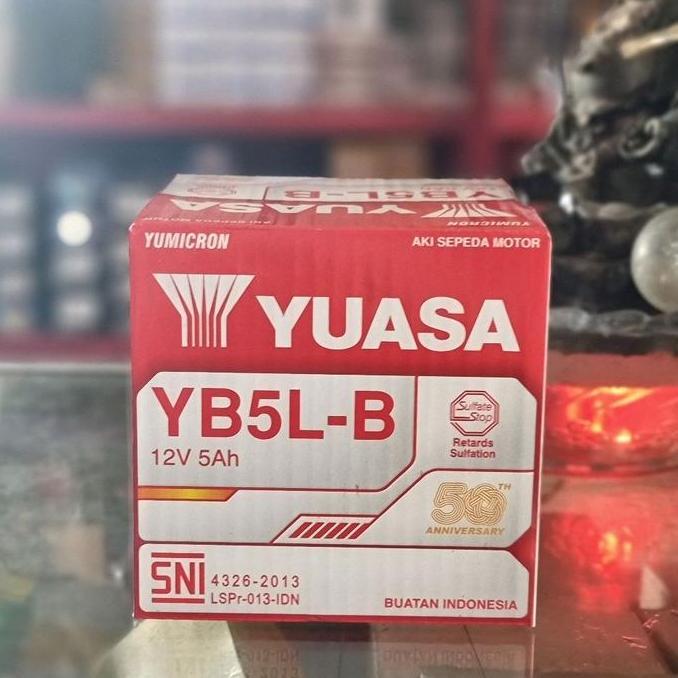 YB5L-B
YUASA
YUMICRON
YUMICRON
AKI SEPEDA MOTOR
YUASA
YB5L-B
12V 5Ah
Sulfate
Stop
Retards
Sulfation
50TH
ANNIVERSARY
SNI
4326-2013
LSPr-013-IDN
BUATAN INDONESIA